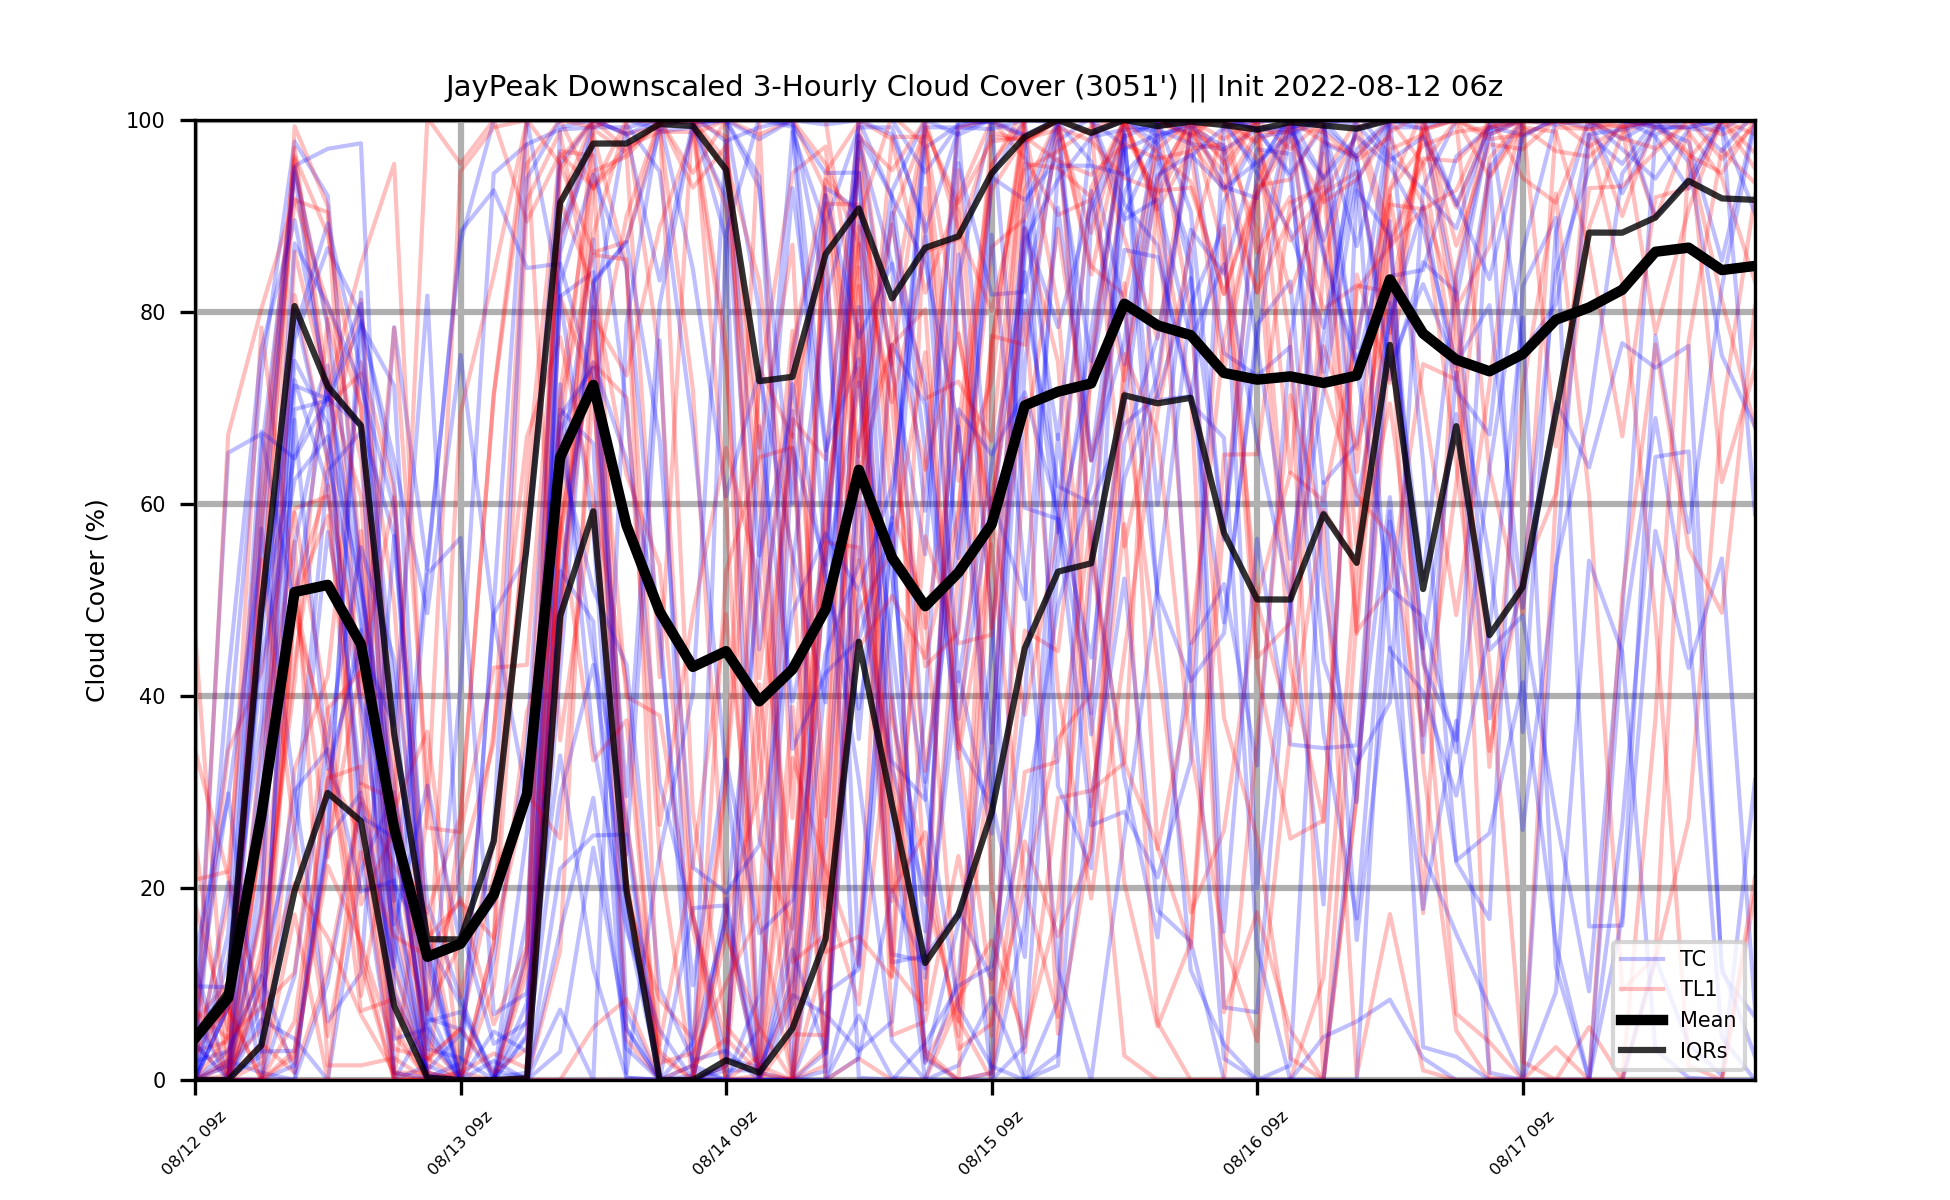 JayPeak Downscaled 3-Hourly Cloud Cover (3051') || Init 2022-08-12 06z
Cloud Cover (%)
100
80
60
40
20
0
08/12 09z
08/13 09z
08/14 09z
08/15 09z
08/16 09z
08/17 09z
TC
TL1
Mean
IQRs